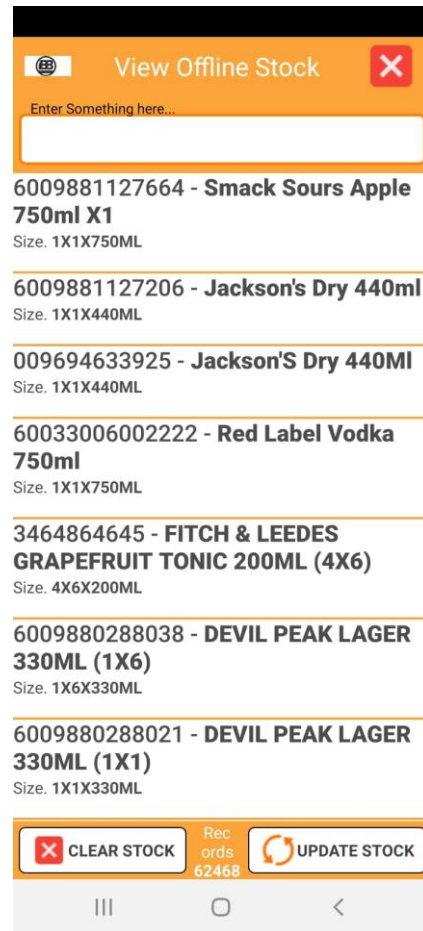 View Offline Stock
Enter Something here...
6009881127664 - Smack Sours Apple
750ml X1
Size. 1X1X750ML
6009881127206 - Jackson's Dry 440ml
Size. 1X1X440ML
009694633925 - Jackson'S Dry 440Ml
Size. 1X1X440ML
60033006002222 - Red Label Vodka
750ml
Size. 1X1X750ML
3464864645 - FITCH & LEEDES
GRAPEFRUIT TONIC 200ML (4X6)
Size. 4X6X200ML
6009880288038 - DEVIL PEAK LAGER
330ML (1X6)
Size. 1X6X330ML
6009880288021 - DEVIL PEAK LAGER
330ML (1X1)
Size. 1X1X330ML
CLEAR STOCK
Rec
ords
62468
UPDATE STOCK